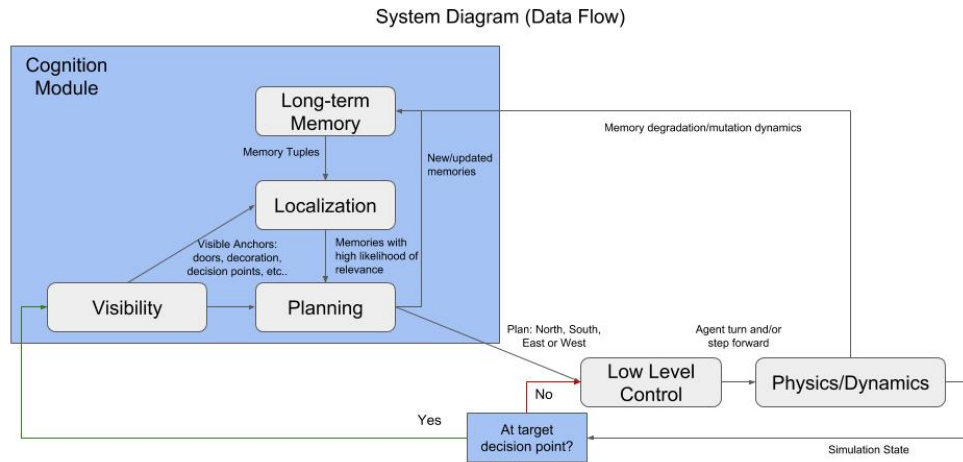 System Diagram (Data Flow)
Cognition
Module
Long-term
Memory
Memory degradation/mutation dynamics
Memory Tuples
New/updated
memories
Localization
Visible Anchors:
doors, decoration,
decision points, etc..
Memories with
high likelihood of
relevance
Visibility
Planning
Plan: North, South,
East or West
Agent turn and/or
step forward
Low Level
Control
Physics/Dynamics
No
Yes
At target
decision point?
Simulation State